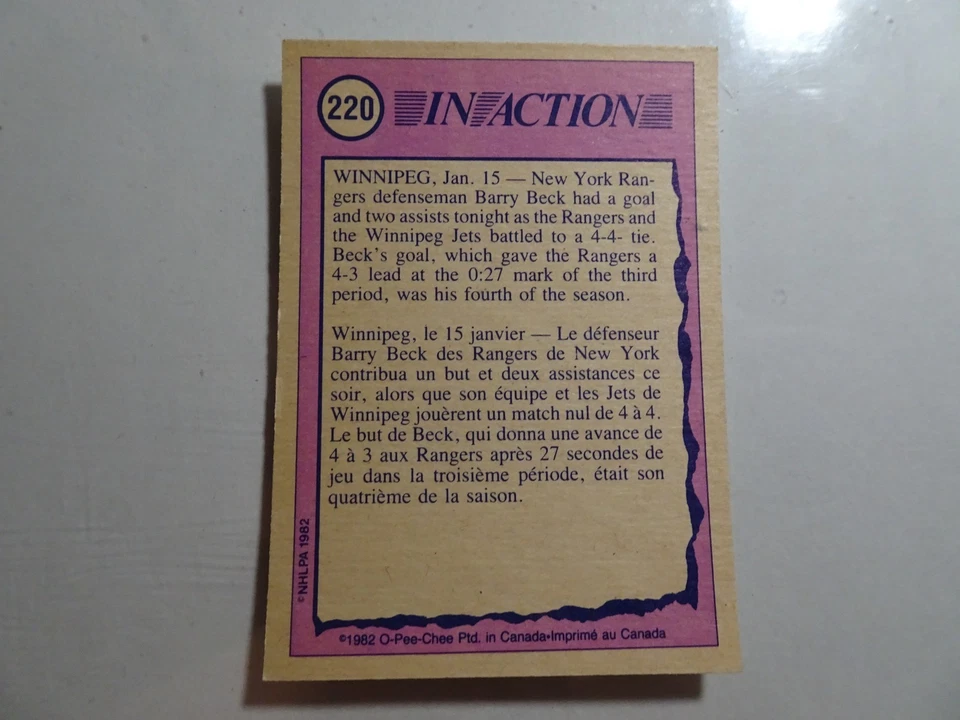 220
IN ACTION
WINNIPEG, Jan. 15 — New York Ran-
gers defenseman Barry Beck had a goal
and two assists tonight as the Rangers and
the Winnipeg Jets battled to a 4-4- tie.
Beck's goal, which gave the Rangers a
4-3 lead at the 0:27 mark of the third
period, was his fourth of the season.
Winnipeg, le 15 janvier — Le défenseur
Barry Beck des Rangers de New York
contribua un but et deux assistances ce
soir, alors que son équipe et les Jets de
Winnipeg jouèrent un match nul de 4 à 4.
Le but de Beck, qui donna une avance de
4 à 3 aux Rangers après 27 secondes de
jeu dans la troisième période, était son
quatrième de la saison.
©NHLPA 1982
©1982 O-Pee-Chee Ptd. in Canada•Imprimé au Canada